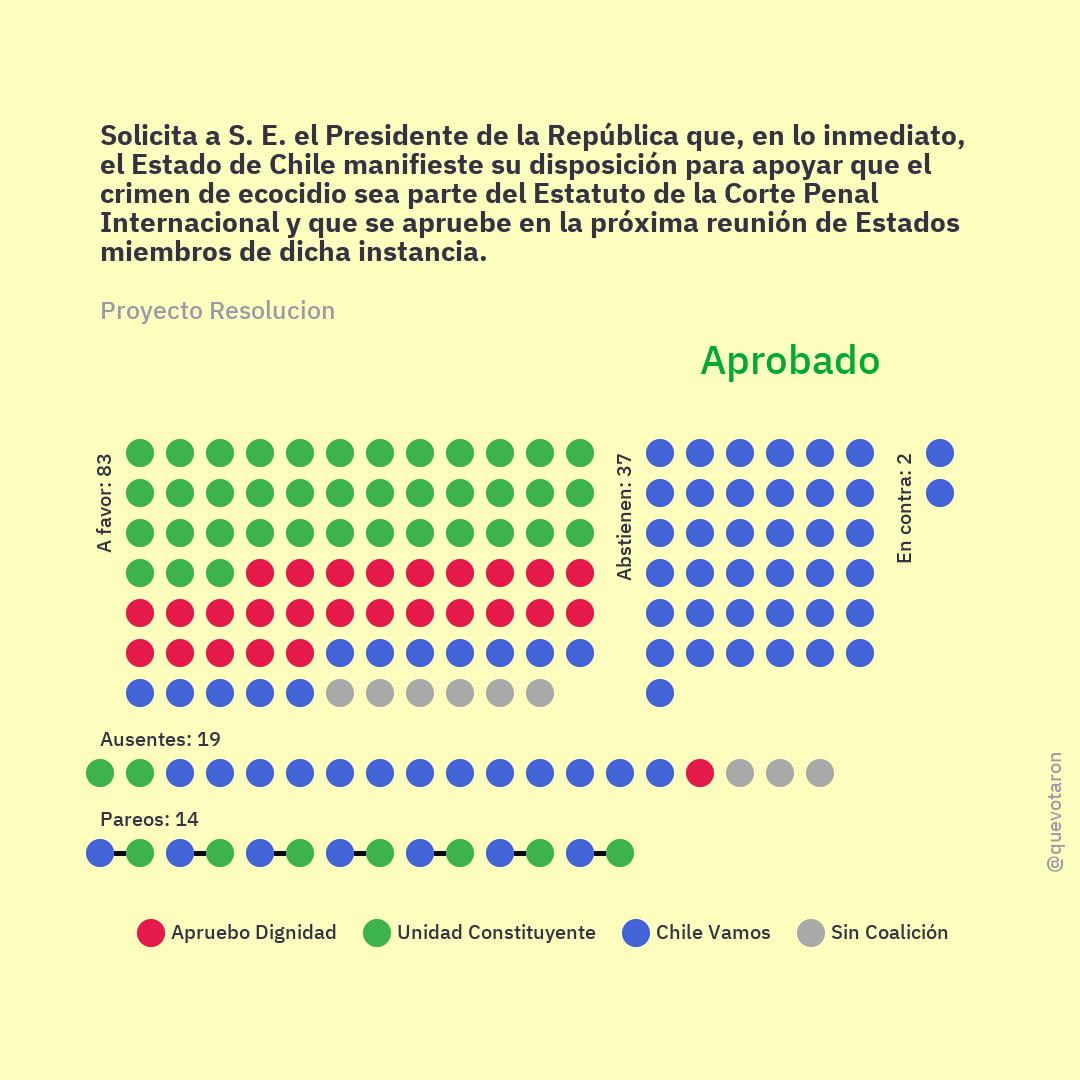 Solicita a S. E. el Presidente de la República que, en lo inmediato,
el Estado de Chile manifieste su disposición para apoyar que el
crimen de ecocidio sea parte del Estatuto de la Corte Penal
Internacional y que se apruebe en la próxima reunión de Estados
miembros de dicha instancia.
Proyecto Resolucion
Aprobado
A favor: 83
Abstienen: 37
En contra: 2
Ausentes: 19
Pareos: 14
@quevotaron
Apruebo Dignidad
Unidad Constituyente
Chile Vamos
Sin Coalición